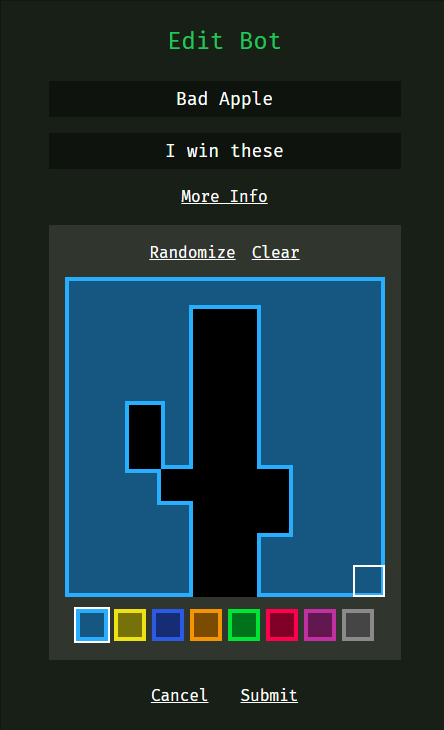 Edit Bot
Bad Apple
I win these
More Info
Randomize Clear
Cancel Submit